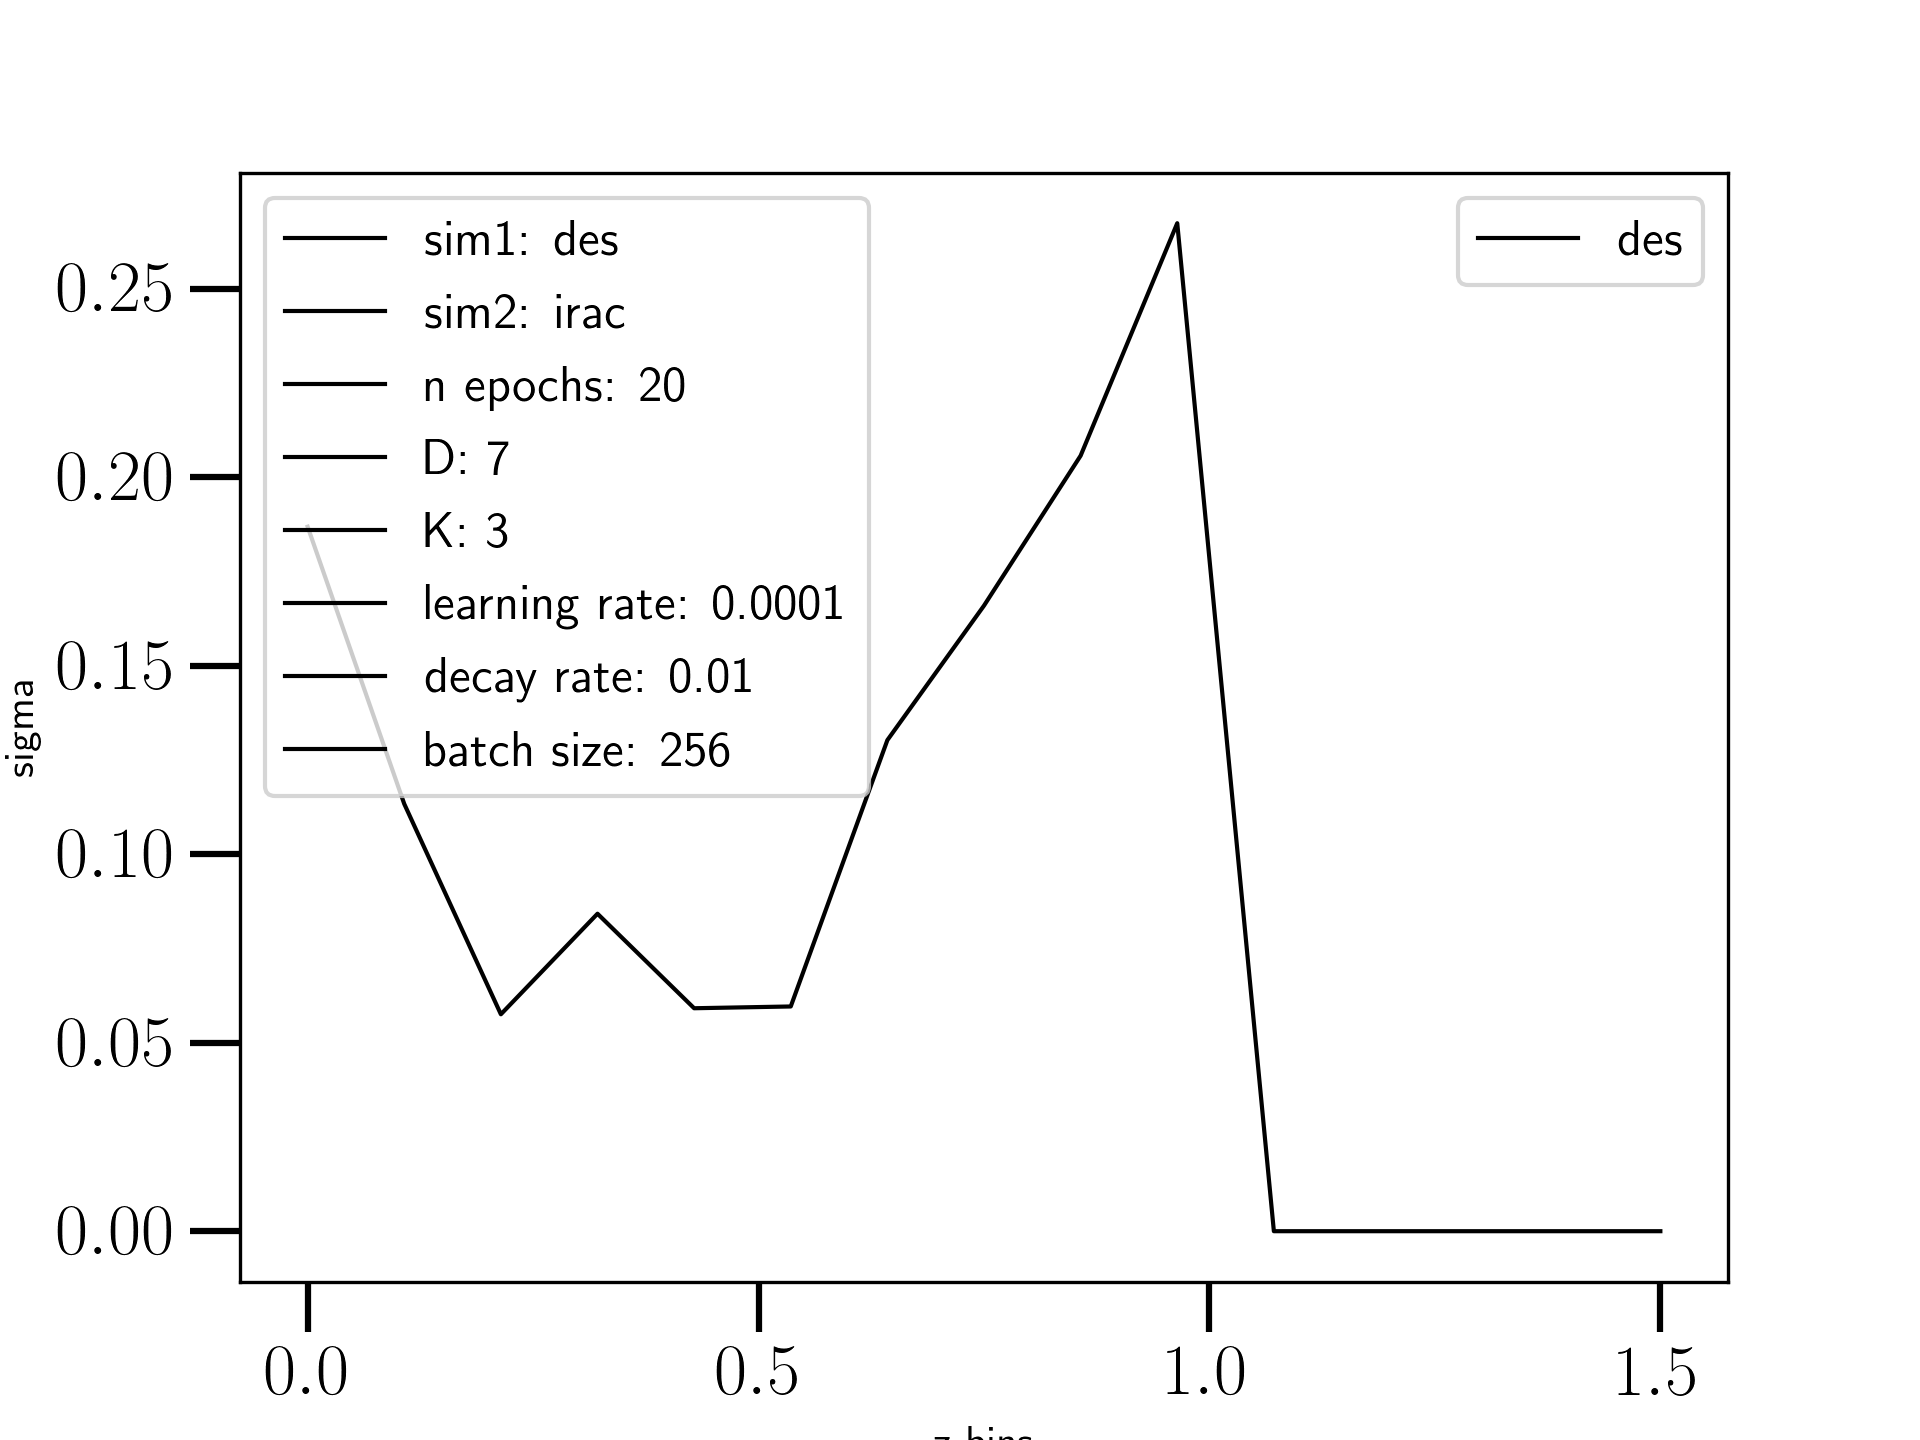 sim1: des
sim2: irac
n epochs: 20
D: 7
K: 3
learning rate: 0.0001
decay rate: 0.01
batch size: 256
des
0.25
0.20
0.15
0.10
0.05
0.00
sigma
0.0 0.5 1.0 1.5
z bins